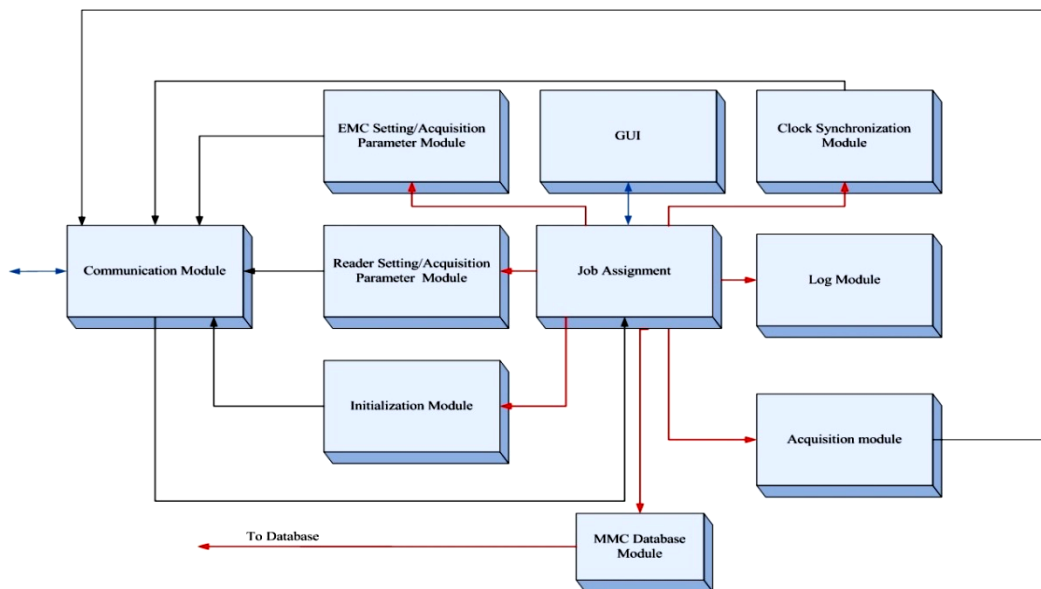 EMC Setting/Acquisition
Parameter Module
GUI
Clock Synchronization
Module
Communication Module
Reader Setting/Acquisition
Parameter Module
Job Assignment
Log Module
Initialization Module
Acquisition module
To Database
MMC Database
Module